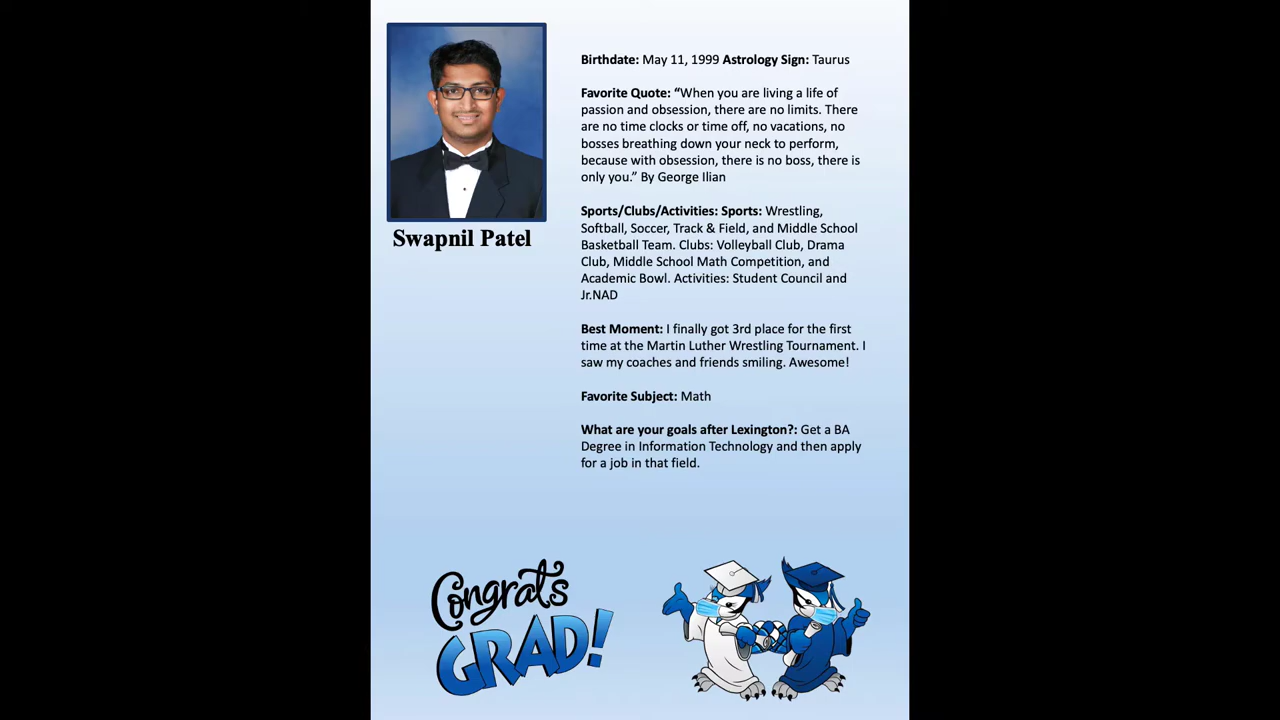 Swapnil Patel
Birthdate: May 11, 1999 Astrology Sign: Taurus
Favorite Quote: “When you are living a life of
passion and obsession, there are no limits. There
are no time clocks or time off, no vacations, no
bosses breathing down your neck to perform,
because with obsession, there is no boss, there is
only you.” By George Ilian
Sports/Clubs/Activities: Sports: Wrestling,
Softball, Soccer, Track & Field, and Middle School
Basketball Team. Clubs: Volleyball Club, Drama
Club, Middle School Math Competition, and
Academic Bowl. Activities: Student Council and
Jr.NAD
Best Moment: I finally got 3rd place for the first
time at the Martin Luther Wrestling Tournament. I
saw my coaches and friends smiling. Awesome!
Favorite Subject: Math
What are your goals after Lexington?: Get a BA
Degree in Information Technology and then apply
for a job in that field.
Congrats
GRAD!